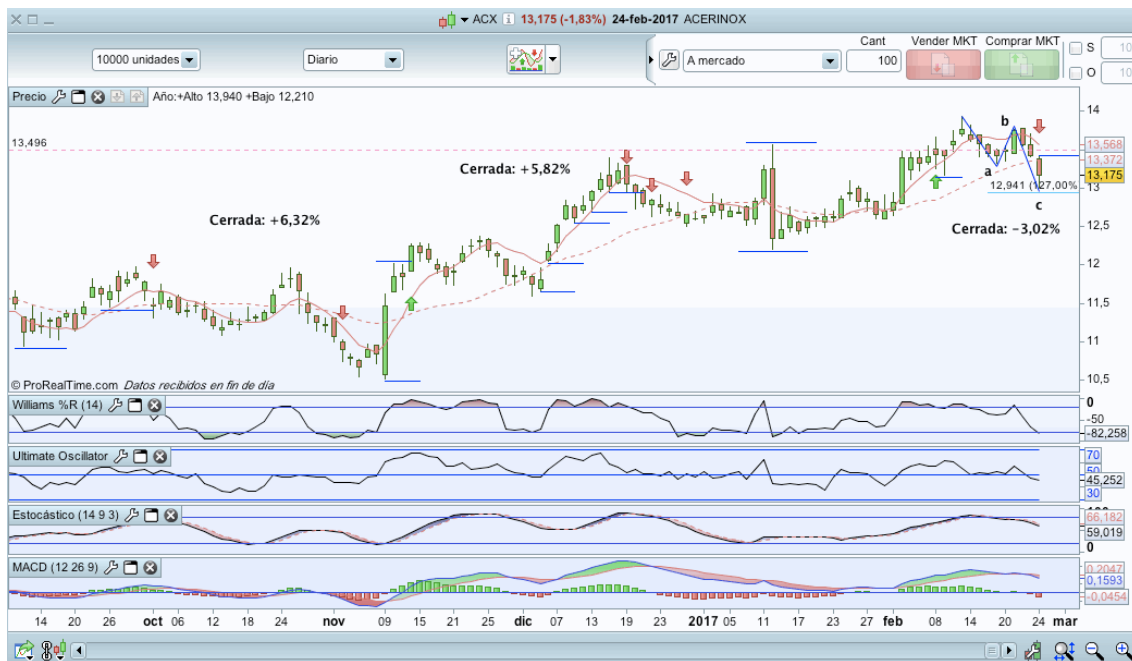 ACX 13,175 (-1,83%) 24-feb-2017 ACERINOX
10000 unidades
Diario
A mercado
Cant
100
Vender MKT
Comprar MKT
S
10
O
10
Precio
Año:+Alto 13,940 +Bajo 12,210
13,496
Cerrada: +6,32%
Cerrada: +5,82%
b
a
12,941 (127,00%
c
Cerrada: -3,02%
14
13,568
13,372
13,175
13
12,5
12
11,5
11
10,5
© ProRealTime.com Datos recibidos en fin de día
Williams %R (14)
0
-50
-82,258
Ultimate Oscillator
70
50
45,252
30
Estocástico (14 9 3)
100
66,182
59,019
0
MACD (12 26 9)
0,2047
0,1593
-0,0454
14 20 26 oct 06 12 18 24 nov 09 15 21 25 dic 07 13 19 23 2017 05 11 17 23 27 feb 08 14 20 24 mar